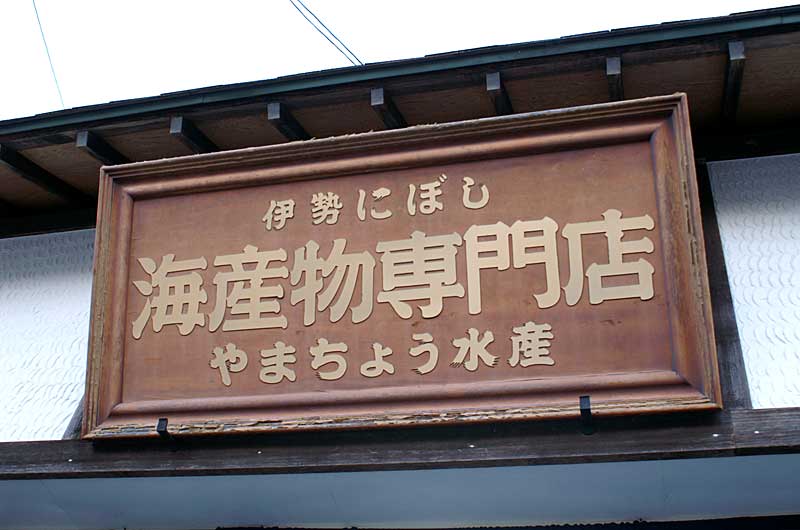 伊勢にぼし
海産物専門店
やまちょう水産